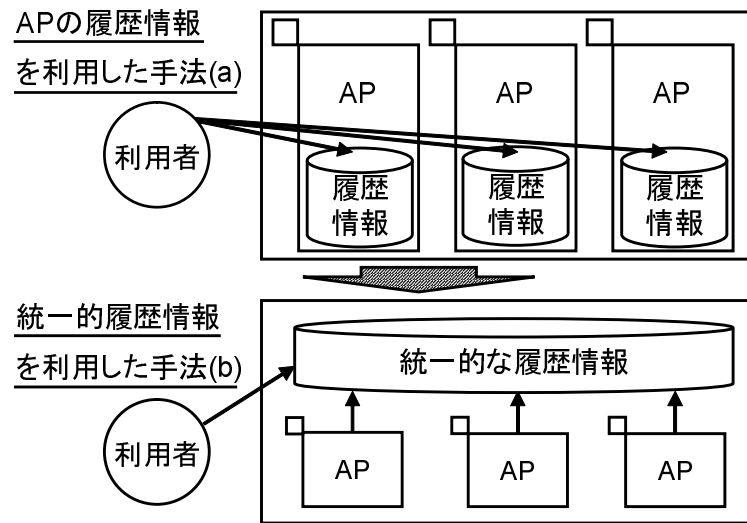 APの履歴情報
を利用した手法(a)
利用者
AP
AP
AP
履歴
情報
履歴
情報
履歴
情報
統一的履歴情報
を利用した手法(b)
利用者
統一的な履歴情報
AP
AP
AP